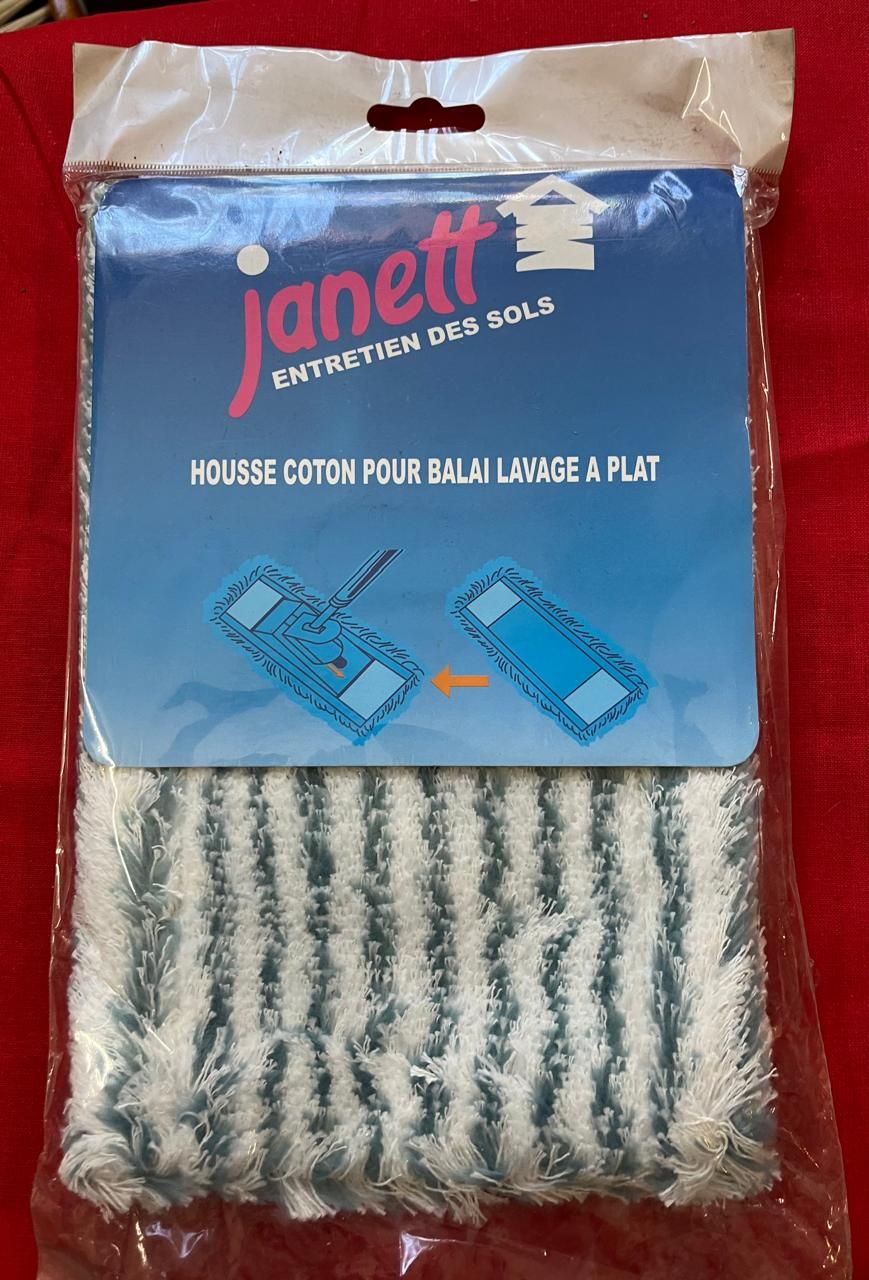 janett
ENTRETIEN DES SOLS
HOUSSE COTON POUR BALAI LAVAGE A PLAT